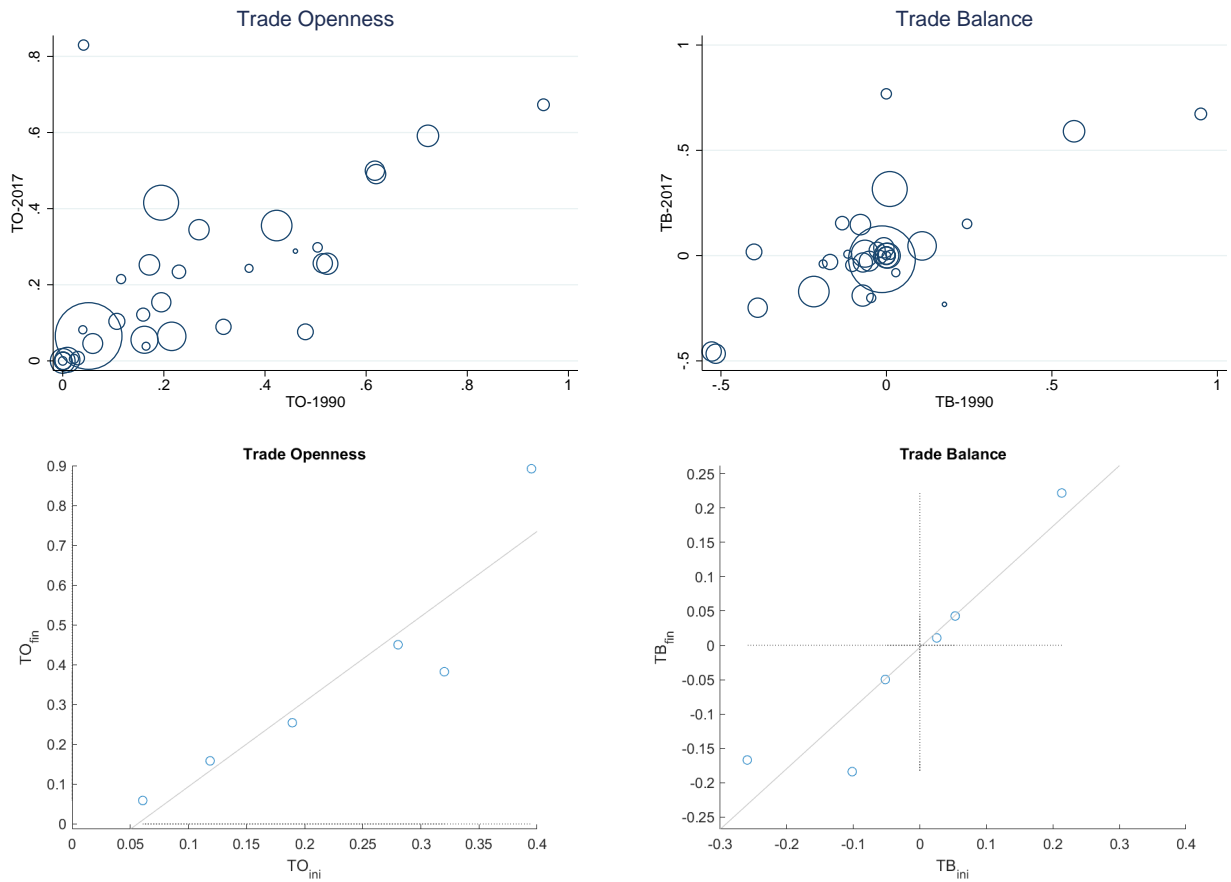 Trade Openness
.8
.6
.4
.2
0
TO-2017
0 .2 .4 .6 .8 1
TO-1990
Trade Balance
1
.5
0
-.5
TB-2017
-.5 0 .5 1
TB-1990
Trade Openness
0.9
0.8
0.7
0.6
0.5
0.4
0.3
0.2
0.1
0
TOfin
0 0.05 0.1 0.15 0.2 0.25 0.3 0.35 0.4
TOini
Trade Balance
0.25
0.2
0.15
0.1
0.05
0
-0.05
-0.1
-0.15
-0.2
-0.25
TBfin
-0.3 -0.2 -0.1 0 0.1 0.2 0.3 0.4
TBini